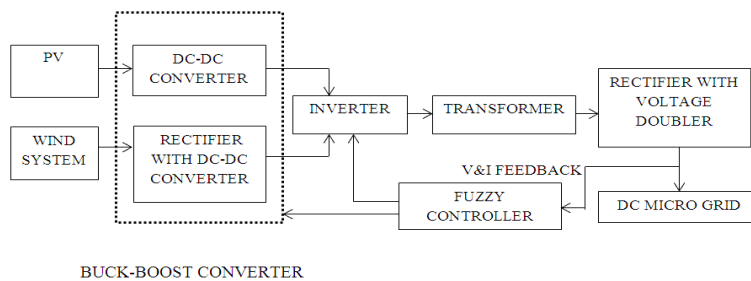 PV
DC-DC
CONVERTER
WIND
SYSTEM
RECTIFIER
WITH DC-DC
CONVERTER
INVERTER
TRANSFORMER
RECTIFIER WITH
VOLTAGE
DOUBLER
V&I FEEDBACK
FUZZY
CONTROLLER
DC MICRO GRID
BUCK-BOOST CONVERTER